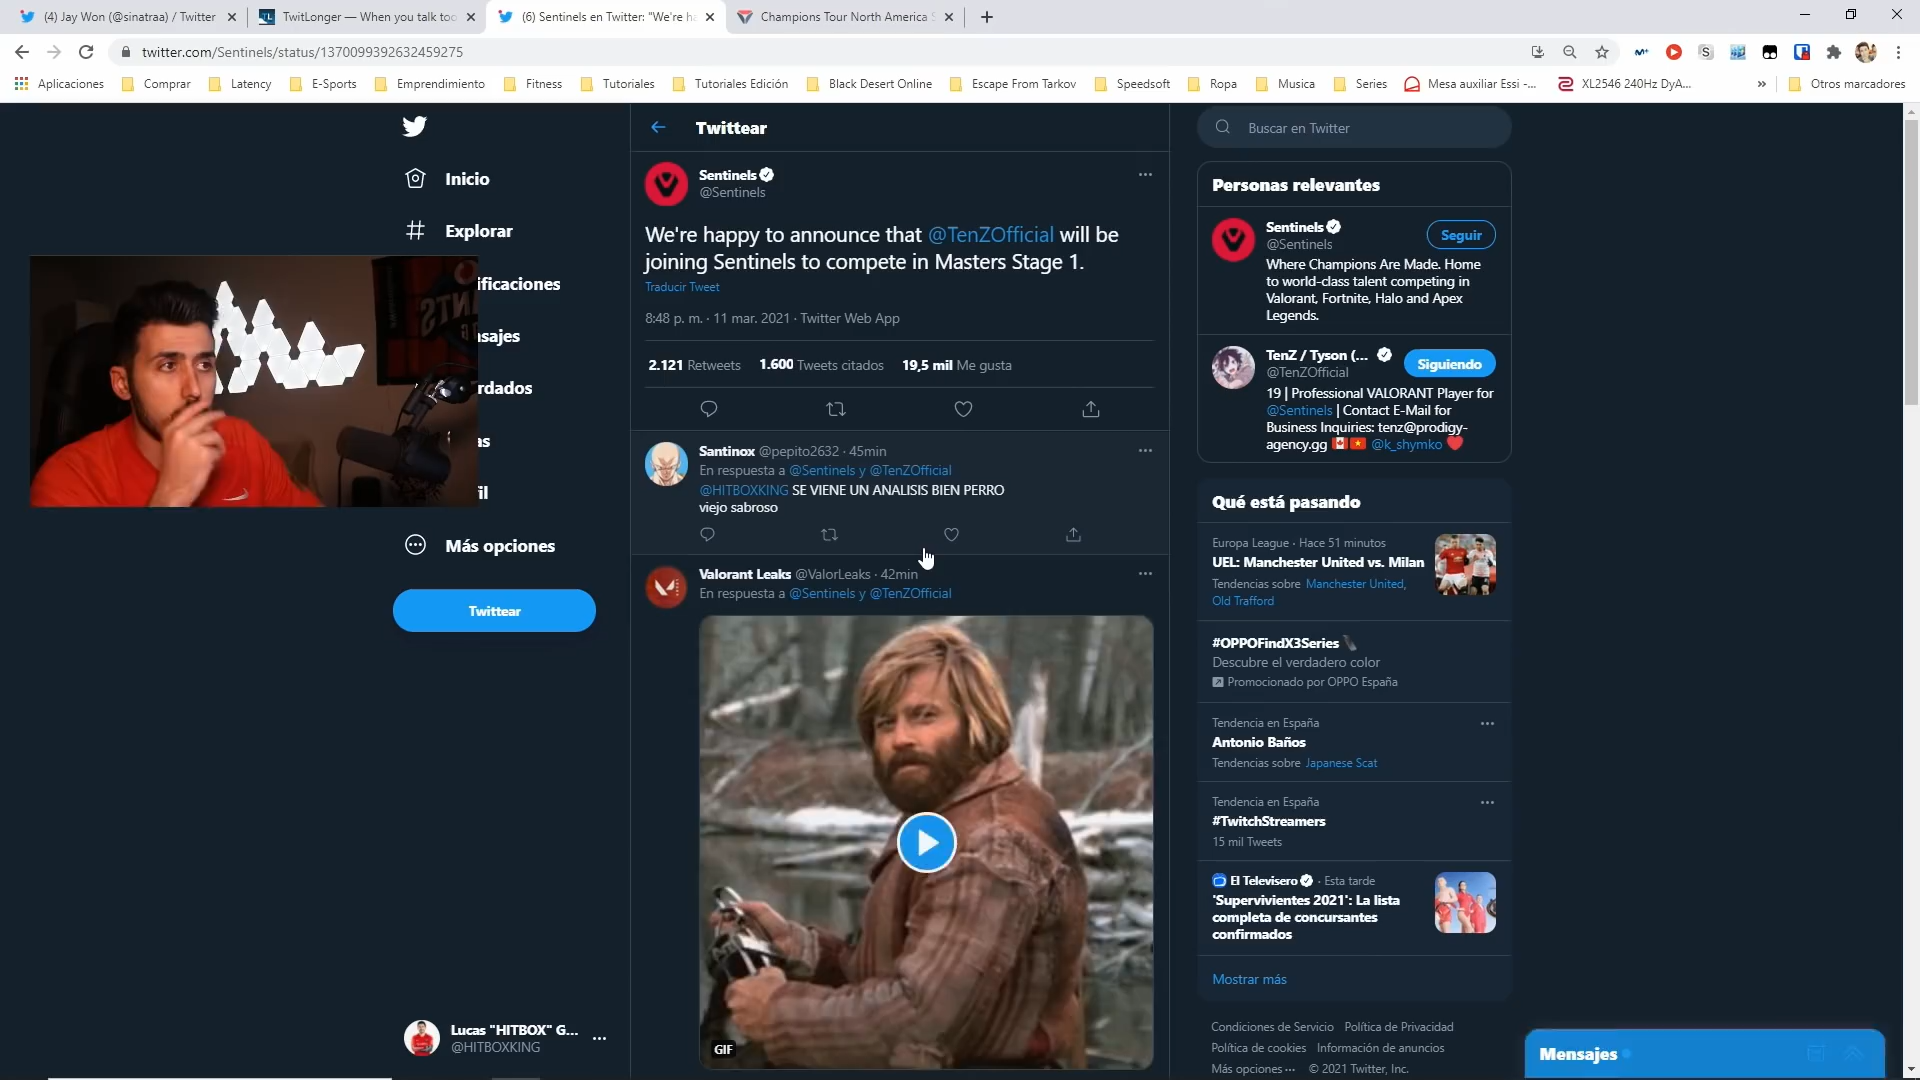 (4) Jay Won (@sinatraa) / Twitter
TwitLonger — When you talk too
(6) Sentinels en Twitter: "We're ha
Champions Tour North America S
twitter.com/Sentinels/status/1370099392632459275
Aplicaciones
Comprar
Latency
E-Sports
Emprendimiento
Fitness
Tutoriales
Tutoriales Edición
Black Desert Online
Escape From Tarkov
Speedsoft
Ropa
Musica
Series
Mesa auxiliar Essi -...
XL2546 240Hz DyA...
»
Otros marcadores
Inicio
Explorar
ificaciones
nsajes
rdados
as
il
Más opciones
Twittear
Lucas "HITBOX" G...
@HITBOXKING
Twittear
Sentinels
@Sentinels
We're happy to announce that @TenZOfficial will be
joining Sentinels to compete in Masters Stage 1.
Traducir Tweet
8:48 p. m. · 11 mar. 2021 · Twitter Web App
2.121 Retweets 1.600 Tweets citados 19,5 mil Me gusta
Santinox @pepito2632 · 45min
En respuesta a @Sentinels y @TenZOfficial
@HITBOXKING SE VIENE UN ANALISIS BIEN PERRO
viejo sabroso
Valorant Leaks @ValorLeaks · 42min
En respuesta a @Sentinels y @TenZOfficial
GIF
Buscar en Twitter
Personas relevantes
Sentinels
@Sentinels
Seguir
Where Champions Are Made. Home
to world-class talent competing in
Valorant, Fortnite, Halo and Apex
Legends.
TenZ / Tyson (...
@TenZOfficial
Siguiendo
19 | Professional VALORANT Player for
@Sentinels | Contact E-Mail for
Business Inquiries: tenz@prodigy-
agency.gg @k_shymko
Qué está pasando
Europa League · Hace 51 minutos
UEL: Manchester United vs. Milan
Tendencias sobre Manchester United,
Old Trafford
#OPPOFindX3Series
Descubre el verdadero color
Promocionado por OPPO España
Tendencia en España
Antonio Baños
Tendencias sobre Japanese Scat
Tendencia en España
#TwitchStreamers
15 mil Tweets
El Televisero · Esta tarde
'Supervivientes 2021': La lista
completa de concursantes
confirmados
Mostrar más
Condiciones de Servicio Política de Privacidad
Política de cookies Información de anuncios
Más opciones ··· © 2021 Twitter, Inc.
Mensajes